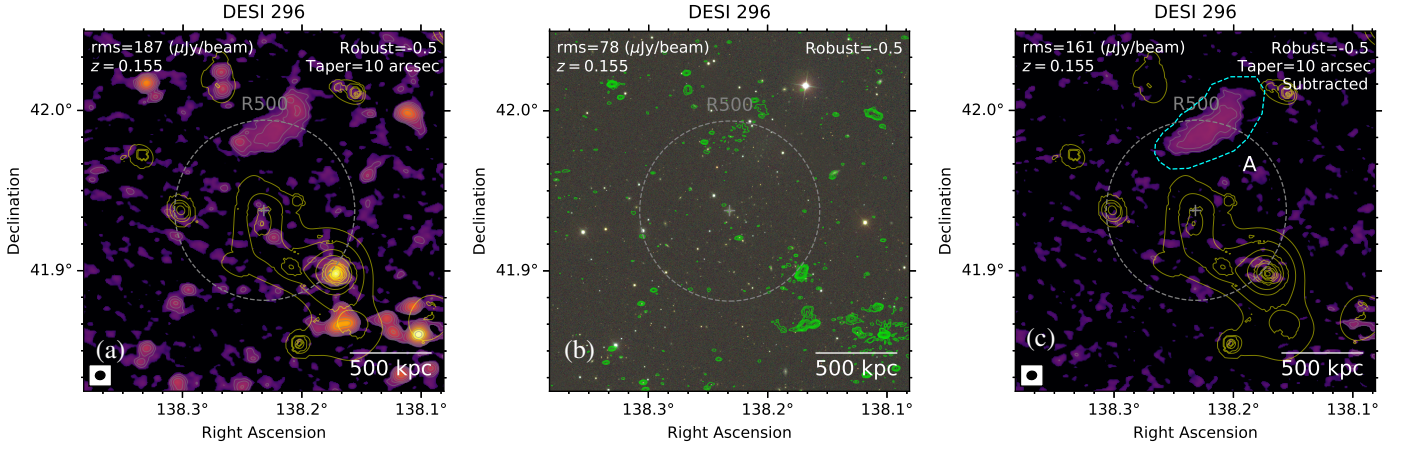 DESI 296
rms=187 (μJy/beam)
Robust=-0.5
z = 0.155
Taper=10 arcsec
R500
42.0°
41.9°
Declination
(a)
500 kpc
138.3°
138.2°
138.1°
Right Ascension
DESI 296
rms=78 (μJy/beam)
Robust=-0.5
z = 0.155
R500
42.0°
41.9°
Declination
(b)
500 kpc
138.3°
138.2°
138.1°
Right Ascension
DESI 296
rms=161 (μJy/beam)
Robust=-0.5
z = 0.155
Taper=10 arcsec
Subtracted
R500
A
42.0°
41.9°
Declination
(c)
500 kpc
138.3°
138.2°
138.1°
Right Ascension